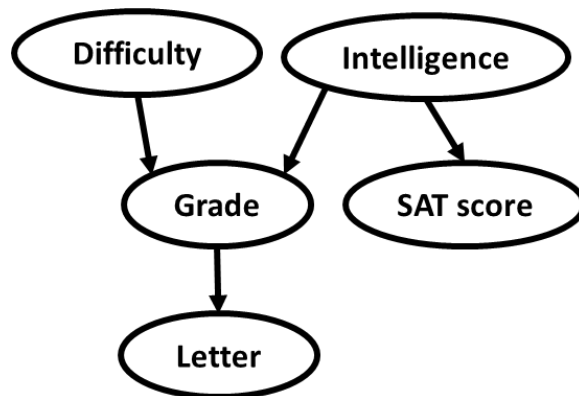 Difficulty
Intelligence
Grade
SAT score
Letter